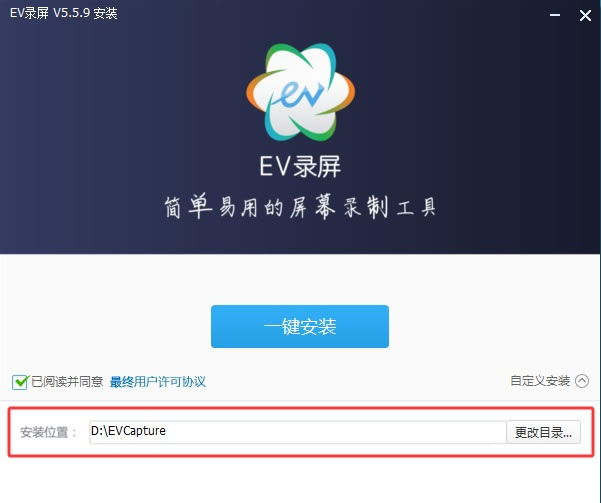 EV录屏 V5.5.9 安装
ev
EV录屏
简单易用的屏幕录制工具
一键安装
已阅读并同意 最终用户许可协议
自定义安装
安装位置： D:\EVCapture 更改目录...